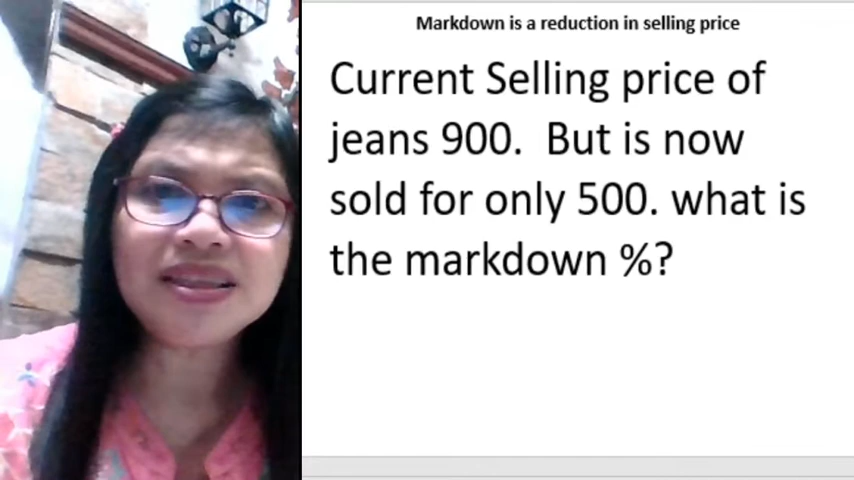 Markdown is a reduction in selling price
Current Selling price of
jeans 900. But is now
sold for only 500. what is
the markdown %?